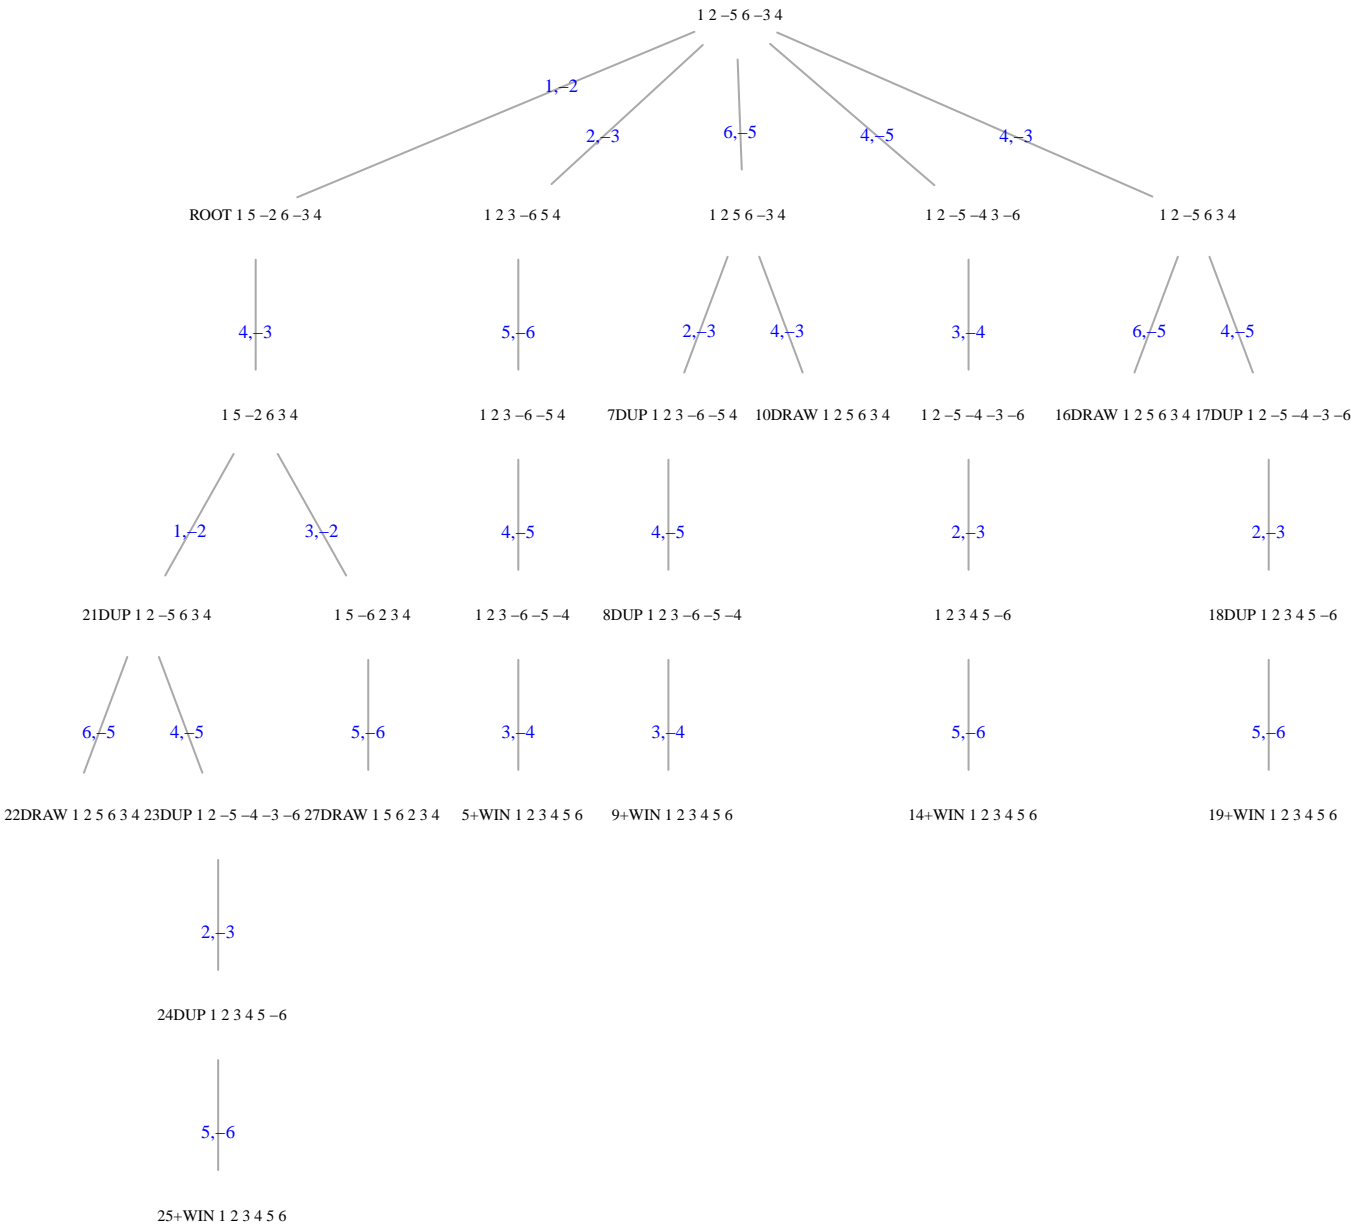 1 2 –5 6 –3 4
1,–2
2,–3
6,–5
4,–5
4,–3
ROOT 1 5 –2 6 –3 4
1 2 3 –6 5 4
1 2 5 6 –3 4
1 2 –5 –4 3 –6
1 2 –5 6 3 4
4,–3
5,–6
2,–3
4,–3
3,–4
6,–5
4,–5
1 5 –2 6 3 4
1 2 3 –6 –5 4
7DUP 1 2 3 –6 –5 4
10DRAW 1 2 5 6 3 4
1 2 –5 –4 –3 –6
16DRAW 1 2 5 6 3 4
17DUP 1 2 –5 –4 –3 –6
1,–2
3,–2
4,–5
4,–5
2,–3
2,–3
21DUP 1 2 –5 6 3 4
1 5 –6 2 3 4
1 2 3 –6 –5 –4
8DUP 1 2 3 –6 –5 –4
1 2 3 4 5 –6
18DUP 1 2 3 4 5 –6
6,–5
4,–5
5,–6
3,–4
3,–4
5,–6
5,–6
22DRAW 1 2 5 6 3 4
23DUP 1 2 –5 –4 –3 –6
27DRAW 1 5 6 2 3 4
5+WIN 1 2 3 4 5 6
9+WIN 1 2 3 4 5 6
14+WIN 1 2 3 4 5 6
19+WIN 1 2 3 4 5 6
2,–3
24DUP 1 2 3 4 5 –6
5,–6
25+WIN 1 2 3 4 5 6